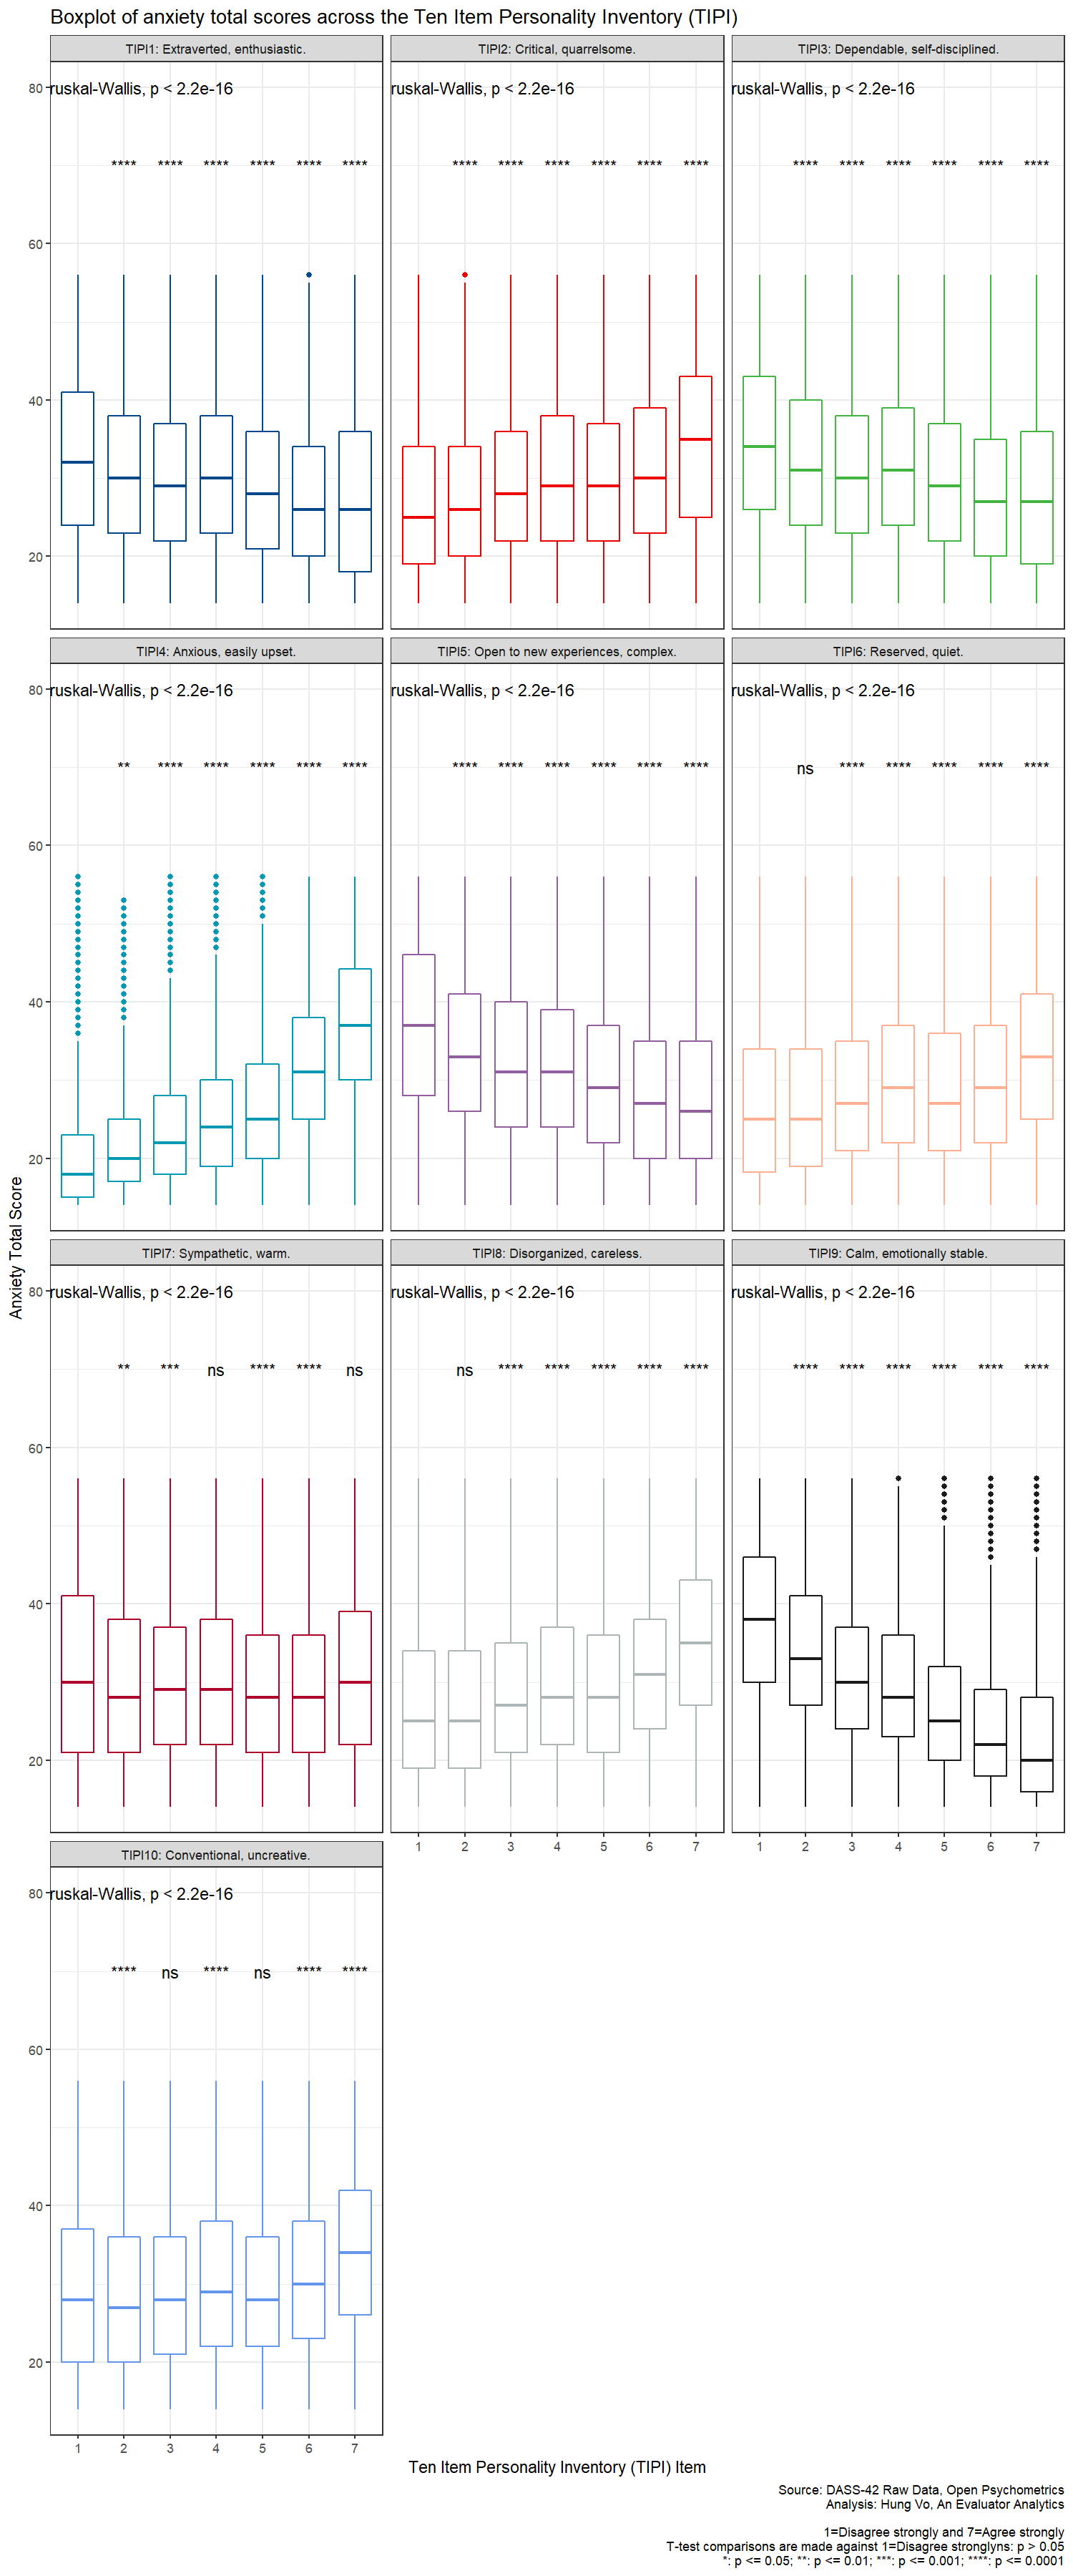 Boxplot of anxiety total scores across the Ten Item Personality Inventory (TIPI)
TIPI1: Extraverted, enthusiastic.
TIPI2: Critical, quarrelsome.
TIPI3: Dependable, self-disciplined.
80
ruskal-Wallis, p < 2.2e-16
ruskal-Wallis, p < 2.2e-16
ruskal-Wallis, p < 2.2e-16
**** **** **** **** **** ****
**** **** **** **** **** ****
**** **** **** **** **** ****
60
40
20
TIPI4: Anxious, easily upset.
TIPI5: Open to new experiences, complex.
TIPI6: Reserved, quiet.
80
ruskal-Wallis, p < 2.2e-16
ruskal-Wallis, p < 2.2e-16
ruskal-Wallis, p < 2.2e-16
** **** **** **** **** ****
**** **** **** **** **** ****
ns **** **** **** **** ****
60
40
20
Anxiety Total Score
TIPI7: Sympathetic, warm.
TIPI8: Disorganized, careless.
TIPI9: Calm, emotionally stable.
80
ruskal-Wallis, p < 2.2e-16
ruskal-Wallis, p < 2.2e-16
ruskal-Wallis, p < 2.2e-16
** *** ns **** **** ns
ns **** **** **** **** ****
**** **** **** **** **** ****
60
40
20
1 2 3 4 5 6 7
1 2 3 4 5 6 7
TIPI10: Conventional, uncreative.
80
ruskal-Wallis, p < 2.2e-16
**** ns **** ns **** ****
60
40
20
1 2 3 4 5 6 7
Ten Item Personality Inventory (TIPI) Item
Source: DASS-42 Raw Data, Open Psychometrics
Analysis: Hung Vo, An Evaluator Analytics
1=Disagree strongly and 7=Agree strongly
T-test comparisons are made against 1=Disagree stronglyns: p > 0.05
*: p <= 0.05; **: p <= 0.01; ***: p <= 0.001; ****: p <= 0.0001